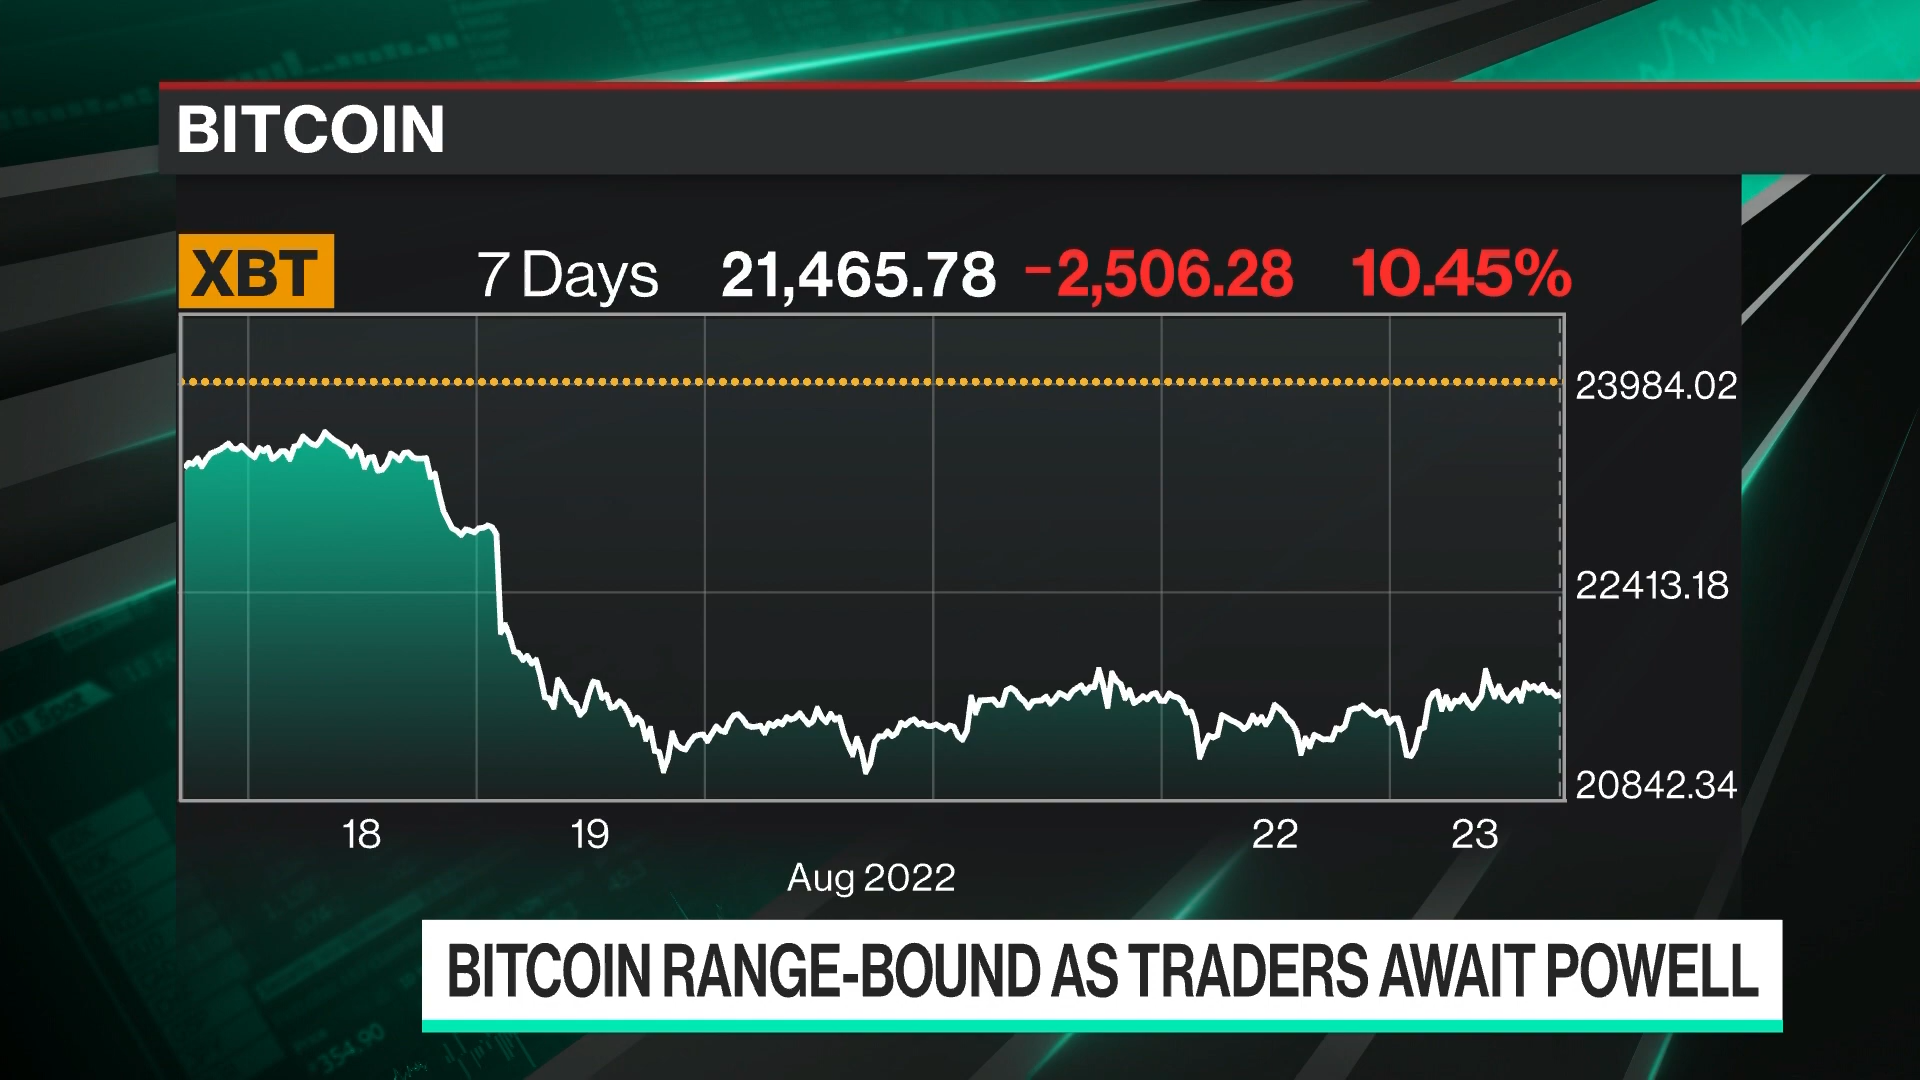 BITCOIN
XBT 7 Days 21,465.78 -2,506.28 10.45%
23984.02
22413.18
20842.34
18 19 22 23
Aug 2022
BITCOIN RANGE-BOUND AS TRADERS AWAIT POWELL